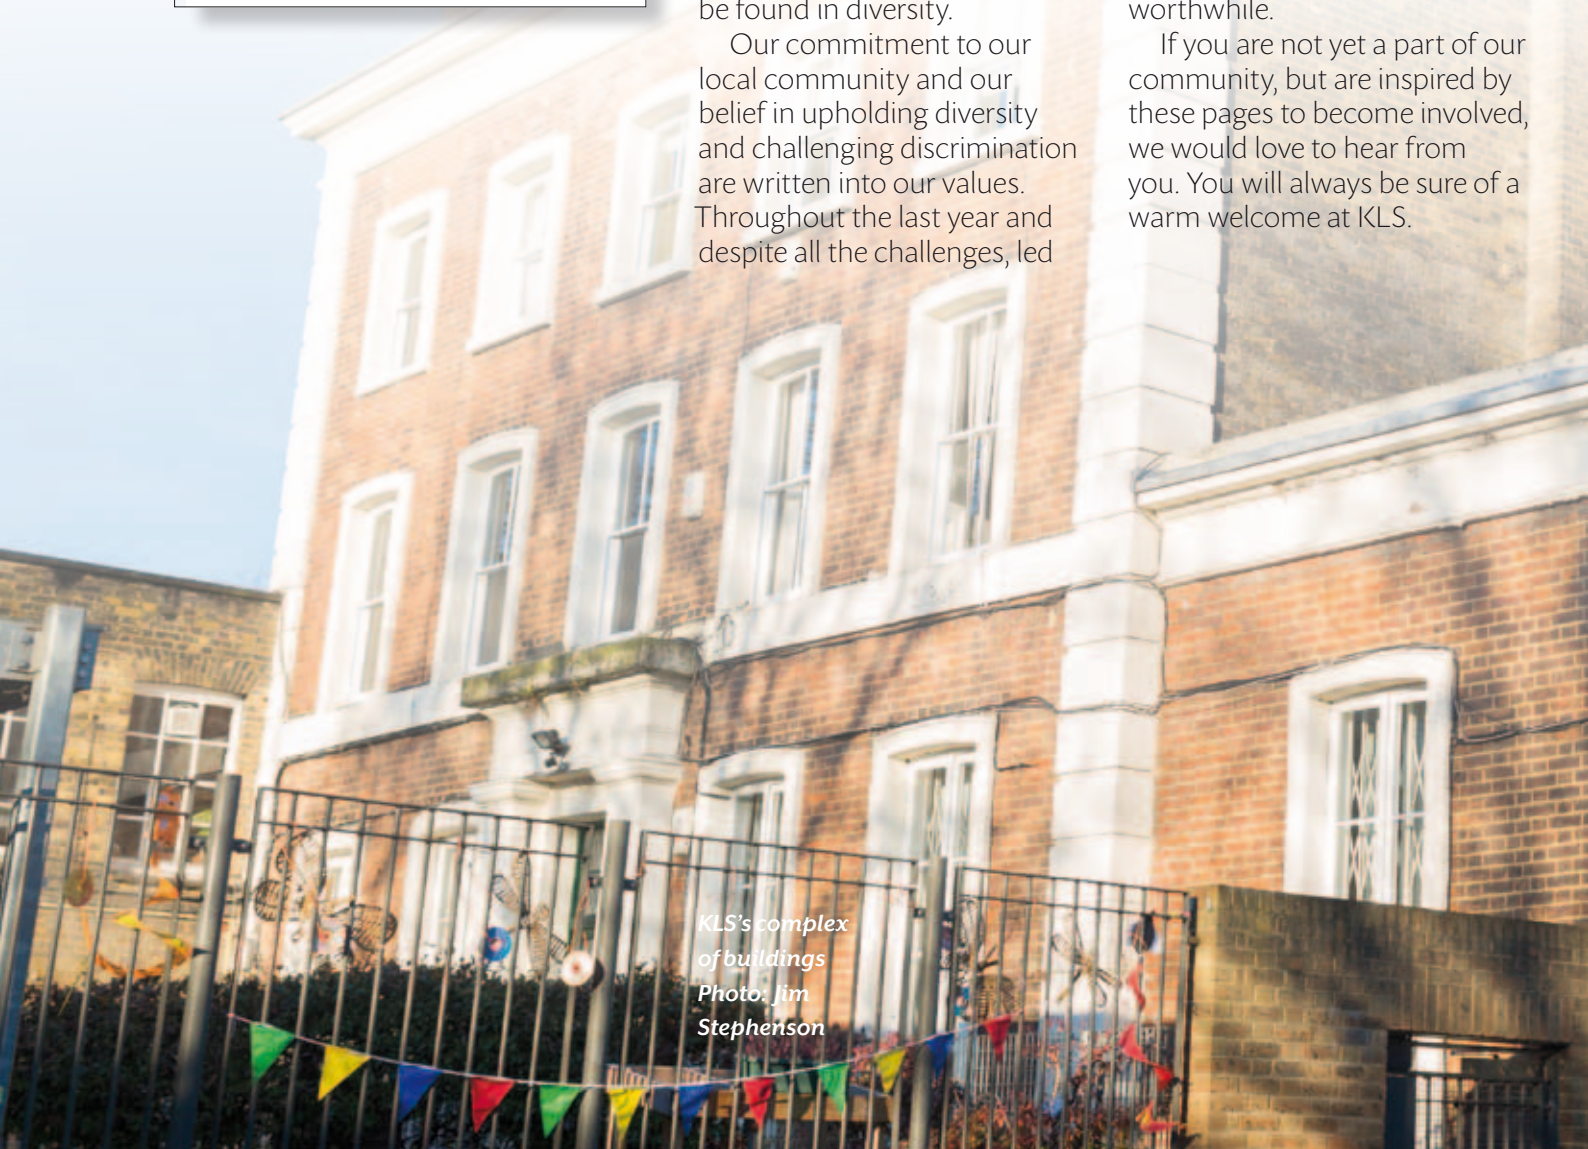 be found in diversity.
Our commitment to our
local community and our
belief in upholding diversity
and challenging discrimination
are written into our values.
Throughout the last year and
despite all the challenges, led
worthwhile.
If you are not yet a part of our
community, but are inspired by
these pages to become involved,
we would love to hear from
you. You will always be sure of a
warm welcome at KLS.
KLS's complex
of buildings
Photo: Jim
Stephenson